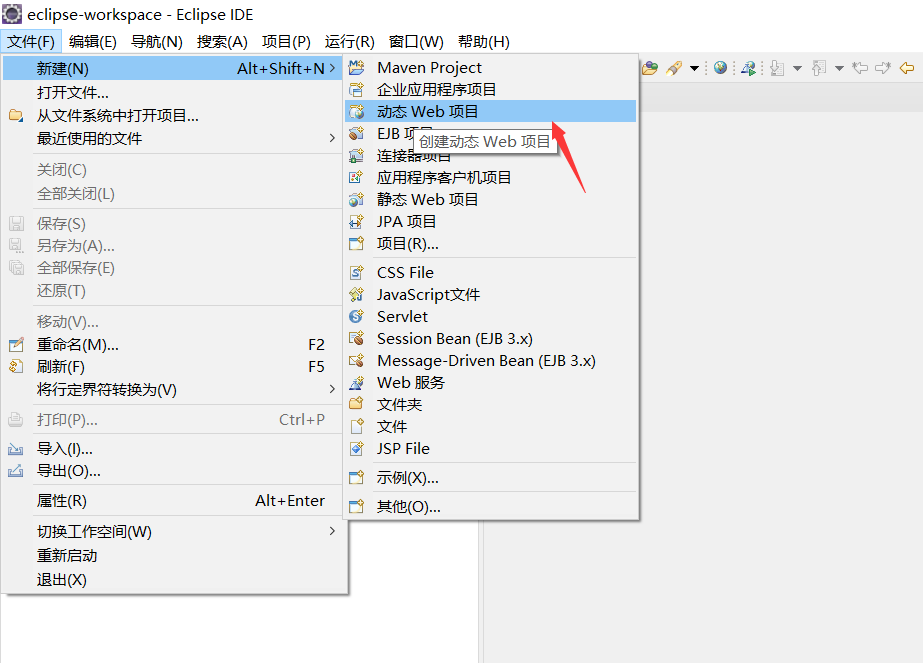 eclipse-workspace - Eclipse IDE
文件(F) 编辑(E) 导航(N) 搜索(A) 项目(P) 运行(R) 窗口(W) 帮助(H)
新建(N) Alt+Shift+N
打开文件...
从文件系统中打开项目...
最近使用的文件
关闭(C)
全部关闭(L)
保存(S)
另存为(A)...
全部保存(E)
还原(T)
移动(V)...
重命名(M)... F2
刷新(F) F5
将行定界符转换为(V)
打印(P)... Ctrl+P
导入(I)...
导出(O)...
属性(R) Alt+Enter
切换工作空间(W)
重新启动
退出(X)
Maven Project
企业应用程序项目
动态 Web 项目
EJB 项
创建动态 Web 项目
连接器项目
应用程序客户机项目
静态 Web 项目
JPA 项目
项目(R)...
CSS File
JavaScript文件
Servlet
Session Bean (EJB 3.x)
Message-Driven Bean (EJB 3.x)
Web 服务
文件夹
文件
JSP File
示例(X)...
其他(O)...